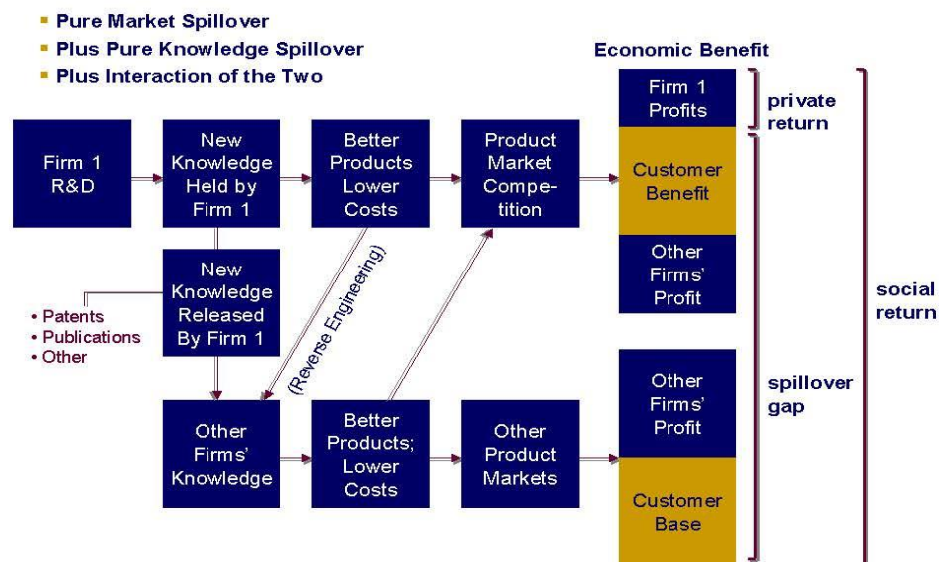 Pure Market Spillover
Plus Pure Knowledge Spillover
Plus Interaction of the Two
Economic Benefit
Firm 1
R&D
New
Knowledge
Held by
Firm 1
Better
Products
Lower
Costs
Product
Market
Compe-
tition
Firm 1
Profits
Customer
Benefit
Other
Firms'
Profit
private
return
New
Knowledge
Released
By Firm 1
• Patents
• Publications
• Other
(Reverse Engineering)
Other
Firms'
Knowledge
Better
Products;
Lower
Costs
Other
Product
Markets
Other
Firms'
Profit
Customer
Base
spillover
gap
social
return